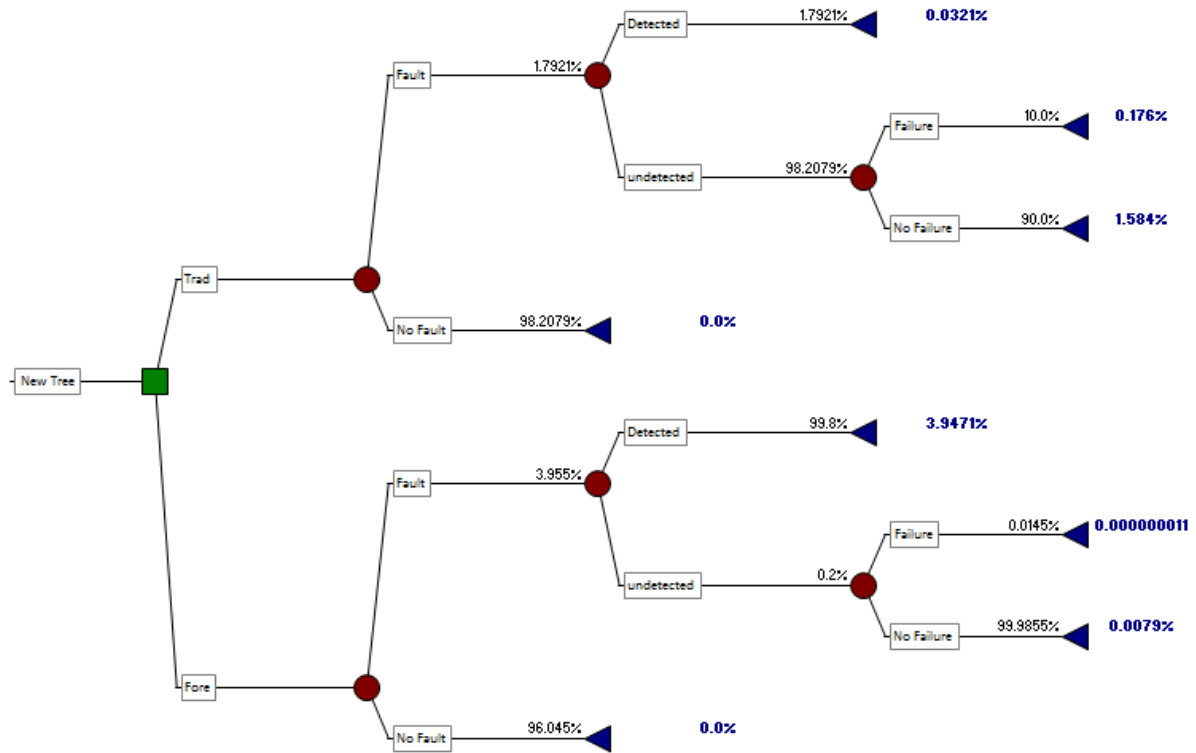 Detected 1.7921% 0.0321%
Fault 1.7921%
Failure 10.0% 0.176%
undetected 98.2079%
No Failure 90.0% 1.584%
Trad
No Fault 98.2079% 0.0%
New Tree
Detected 99.8% 3.9471%
Fault 3.955%
Failure 0.0145% 0.000000011
undetected 0.2%
No Failure 99.9855% 0.0079%
Fore
No Fault 96.045% 0.0%